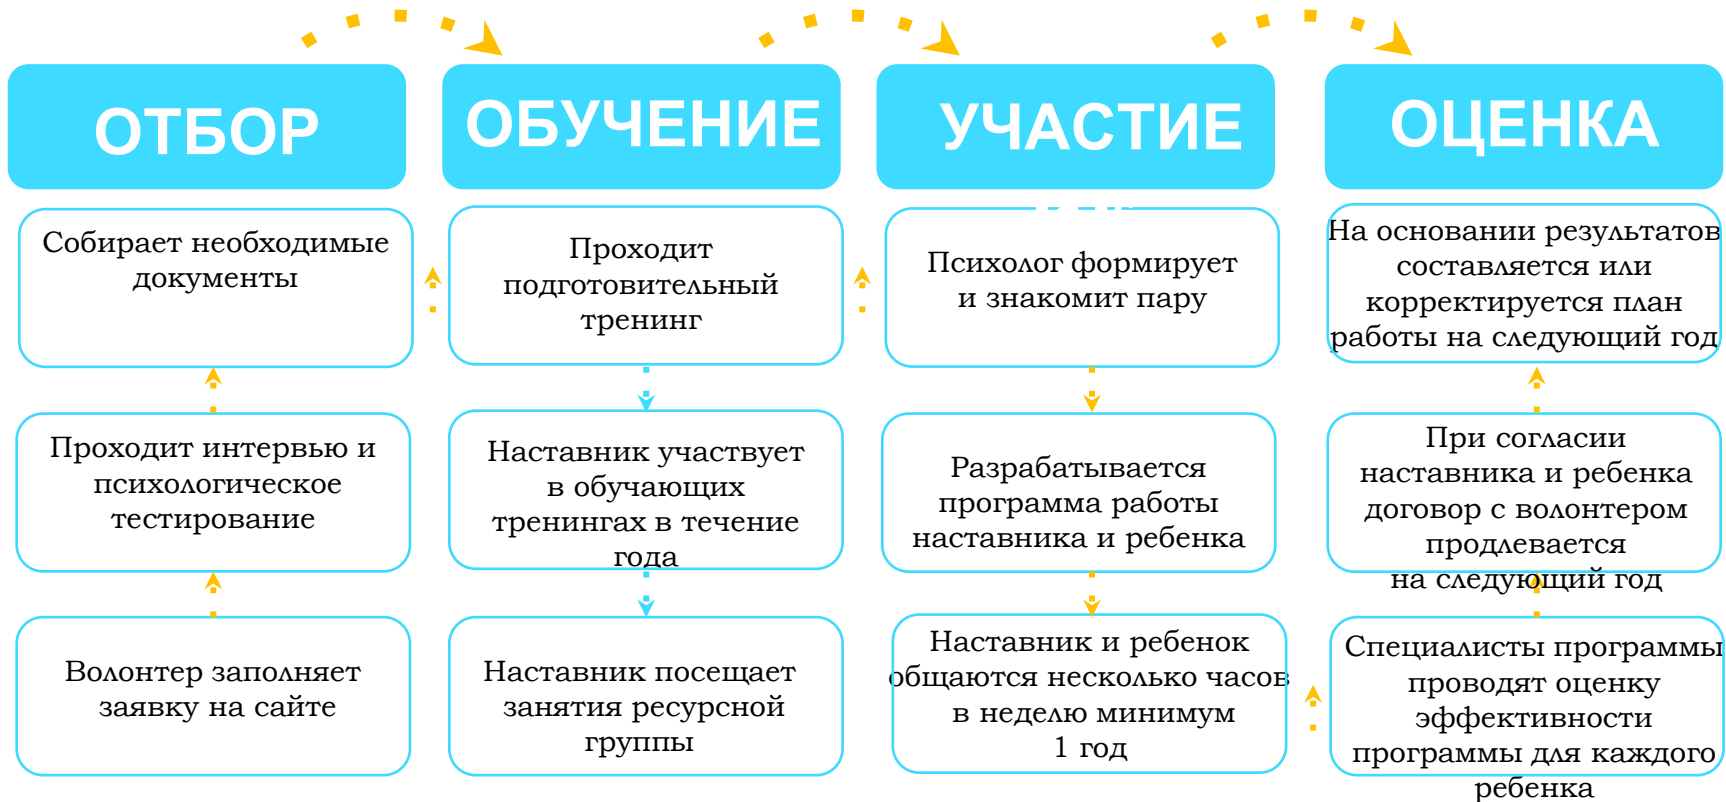 ОТБОР
ОБУЧЕНИЕ
УЧАСТИЕ
ОЦЕНКА
Собирает необходимые
документы
Проходит интервью и
психологическое
тестирование
Волонтер заполняет
заявку на сайте
Проходит
подготовительный
тренинг
Наставник участвует
в обучающих
тренингах в течение
года
Наставник посещает
занятия ресурсной
группы
Психолог формирует
и знакомит пару
Разрабатывается
программа работы
наставника и ребенка
Наставник и ребенок
общаются несколько часов
в неделю минимум
1 год
На основании результатов
составляется или
корректируется план
работы на следующий год
При согласии
наставника и ребенка
договор с волонтером
продлевается
на следующий год
Специалисты программы
проводят оценку
эффективности
программы для каждого
ребенка